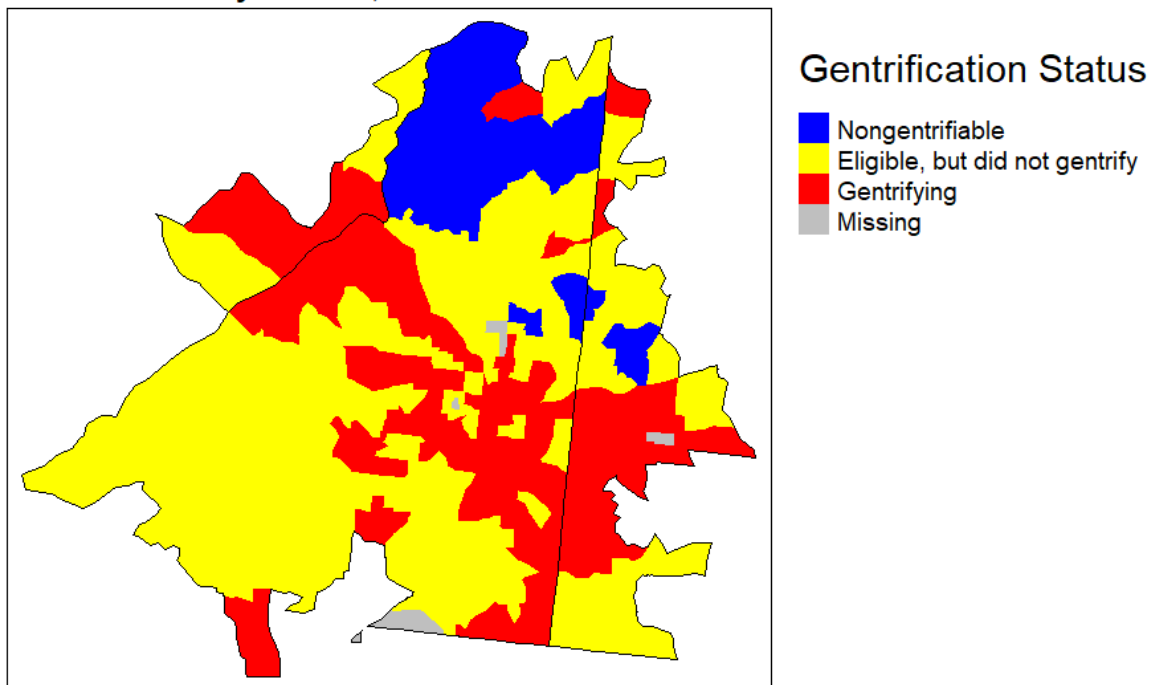 Gentrification Status
Nongentrifiable
Eligible, but did not gentrify
Gentrifying
Missing